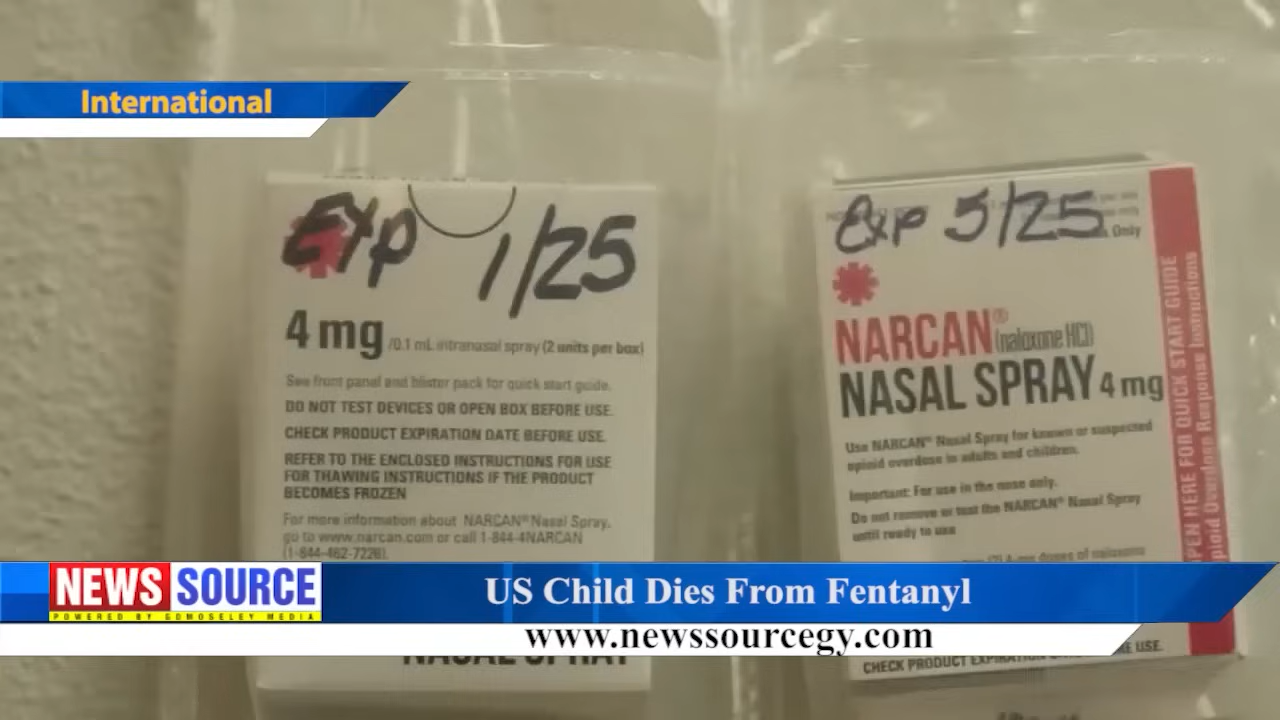 International
Exp 1/25
4 mg /0.1 mL intranasal spray (2 units per box)
See front panel and blister pack for quick start guide.
DO NOT TEST DEVICES OR OPEN BOX BEFORE USE.
CHECK PRODUCT EXPIRATION DATE BEFORE USE.
REFER TO THE ENCLOSED INSTRUCTIONS FOR USE
FOR THAWING INSTRUCTIONS IF THE PRODUCT
BECOMES FROZEN
For more information about NARCAN® Nasal Spray,
go to www.narcan.com or call 1-844-4NARCAN
(1-844-462-7226).
NASAL SPRAY
Exp 5/25
Only
NARCAN® (naloxone HCl)
NASAL SPRAY 4 mg
Use NARCAN® Nasal Spray for known or suspected
opioid overdose in adults and children.
Important: For use in the nose only.
Do not remove or test the NARCAN® Nasal Spray
until ready to use
doses of naloxone
CHECK PRODUCT EXPIRATION USE.
OPEN HERE FOR QUICK START GUIDE
Opioid Overdose Response Instructions
NEWS SOURCE
POWERED BY GDMOSELEY MEDIA
US Child Dies From Fentanyl
www.newssourcegy.com